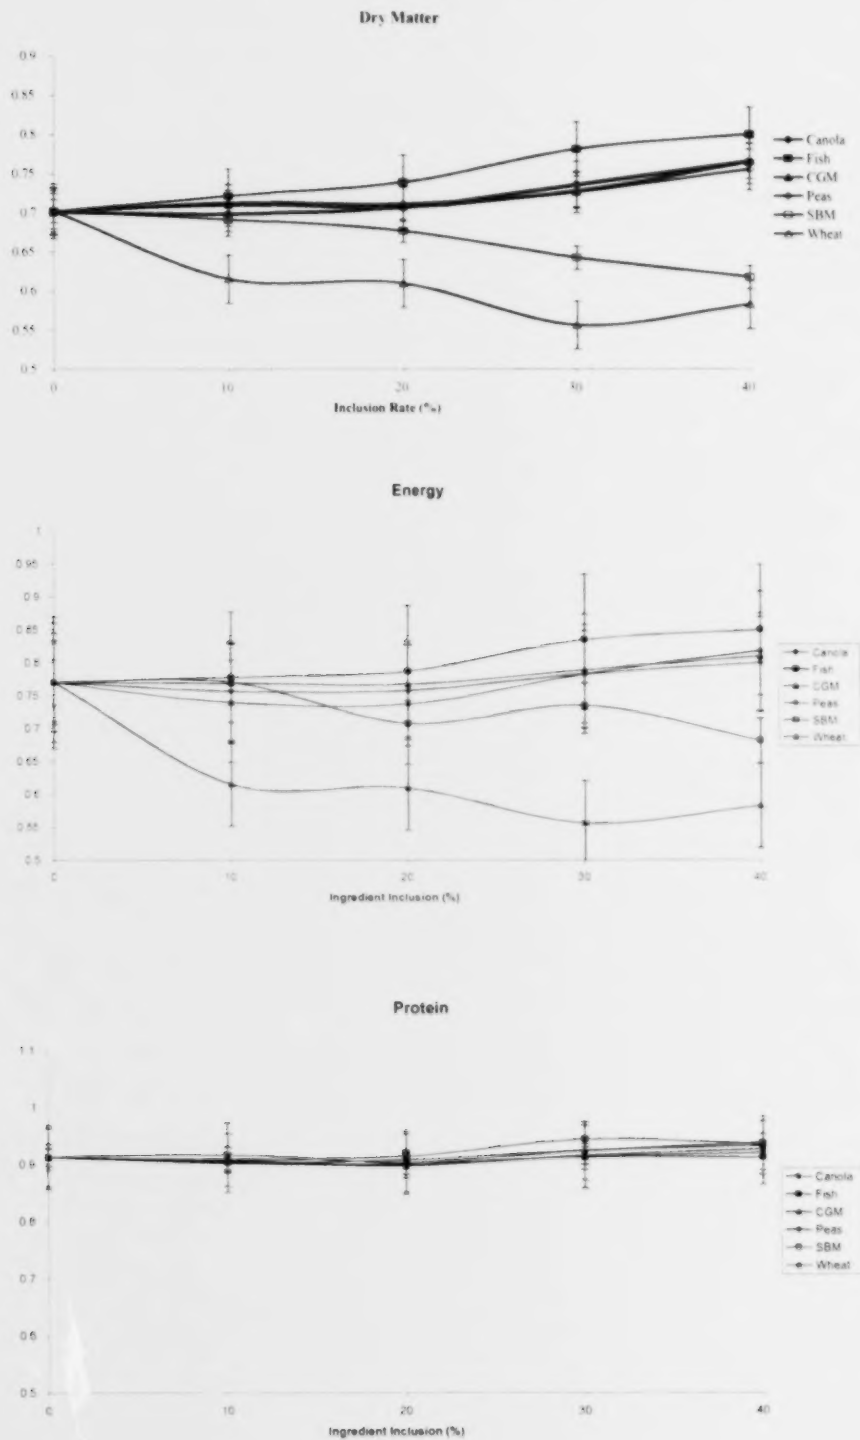 Dry Matter
0.9
0.85
0.8
0.75
0.7
0.65
0.6
0.55
0.5
0
10
20
30
40
Inclusion Rate (%)
Canola
Fish
CGM
Peas
SBM
Wheat
Energy
1
0.95
0.9
0.85
0.8
0.75
0.7
0.65
0.6
0.55
0.5
0
10
20
30
40
Ingredient Inclusion (%)
Canola
Fish
CGM
Peas
SBM
Wheat
Protein
1.1
1
0.9
0.8
0.7
0.6
0.5
0
10
20
30
40
Ingredient Inclusion (%)
Canola
Fish
CGM
Peas
SBM
Wheat